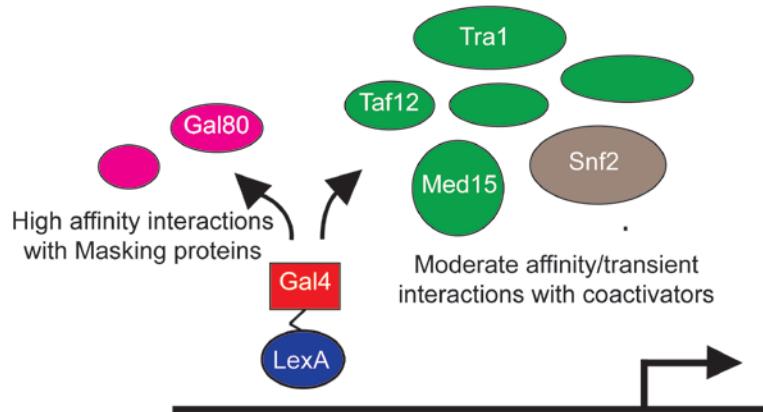 Tra1
Taf12
Gal80
Snf2
Med15
High affinity interactions
with Masking proteins
Moderate affinity/transient
interactions with coactivators
Gal4
LexA